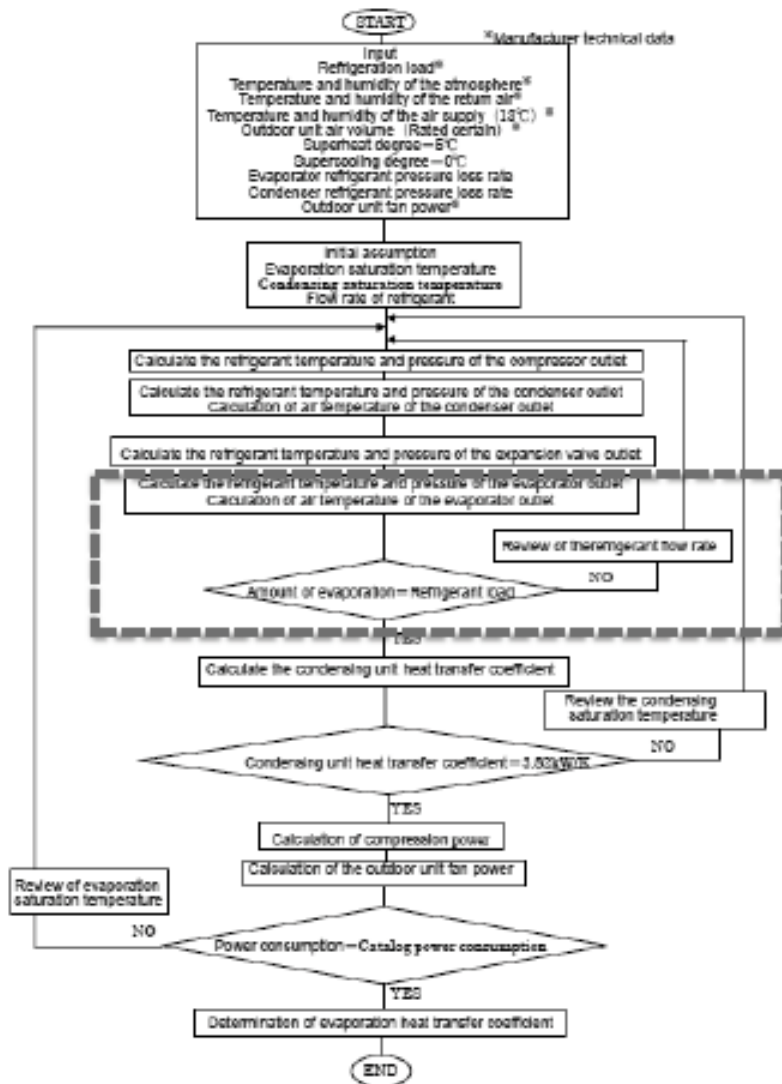 START
※Manufacturer technical data
Input
Refrigeration load※
Temperature and humidity of the atmosphere※
Temperature and humidity of the return air※
Temperature and humidity of the air supply (18℃) ※
Outdoor unit air volume (Rated certain) ※
Superheat degree=5℃
Supersooling degree=0℃
Evaporator refrigerant pressure loss rate
Condenser refrigerant pressure loss rate
Outdoor unit fan power※
Initial assumption
Evaporation saturation temperature
Condensing saturation temperature
Flow rate of refrigerant
Calculate the refrigerant temperature and pressure of the compressor outlet
Calculate the refrigerant temperature and pressure of the condenser outlet
Calculation of air temperature of the condenser outlet
Calculate the refrigerant temperature and pressure of the expansion valve outlet
Calculate the refrigerant temperature and pressure of the evaporator outlet
Calculation of air temperature of the evaporator outlet
Review of therefrigerant flow rate
NO
Amount of evaporation=Refrigerant load
YES
Calculate the condensing unit heat transfer coefficient
Review the condensing
saturation temperature
NO
Condensing unit heat transfer coefficient=3.52kW/K
YES
Calculation of compression power
Calculation of the outdoor unit fan power
Review of evaporation
saturation temperature
NO
Power consumption=Catalog power consumption
YES
Determination of evaporation heat transfer coefficient
END